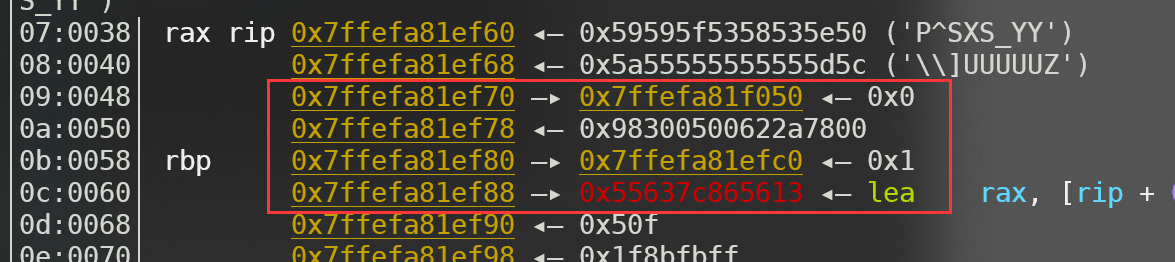 S_YY')
07:0038│ rax rip 0x7ffefa81ef60 ◂— 0x59595f5358535e50 ('P^SXS_YY')
08:0040│ 0x7ffefa81ef68 ◂— 0x5a55555555555d5c ('\\]UUUUUZ')
09:0048│ 0x7ffefa81ef70 —▸ 0x7ffefa81f050 ◂— 0x0
0a:0050│ 0x7ffefa81ef78 ◂— 0x98300500622a7800
0b:0058│ rbp 0x7ffefa81ef80 —▸ 0x7ffefa81efc0 ◂— 0x1
0c:0060│ 0x7ffefa81ef88 —▸ 0x55637c865613 ◂— lea rax, [rip +
0d:0068│ 0x7ffefa81ef90 ◂— 0x50f
0e:0070│ 0x7ffefa81ef98 ◂— 0x1f8bfbff